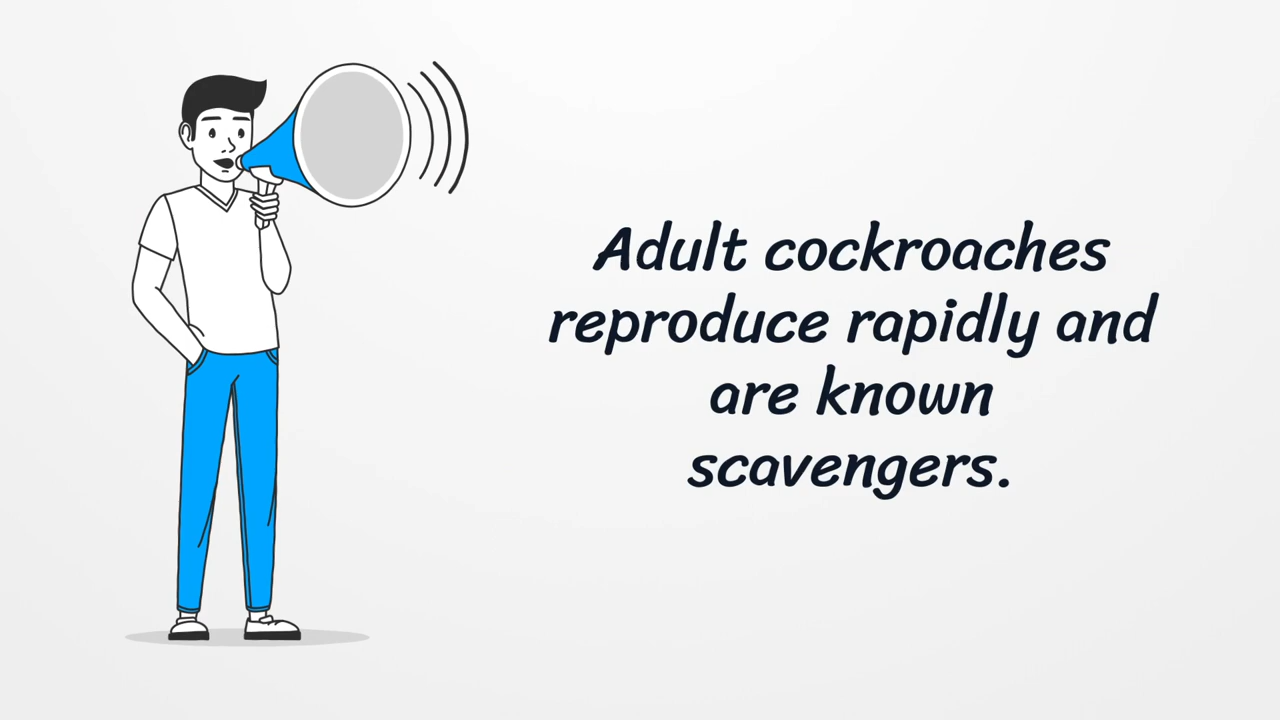 Adult cockroaches
reproduce rapidly and
are known
scavengers.